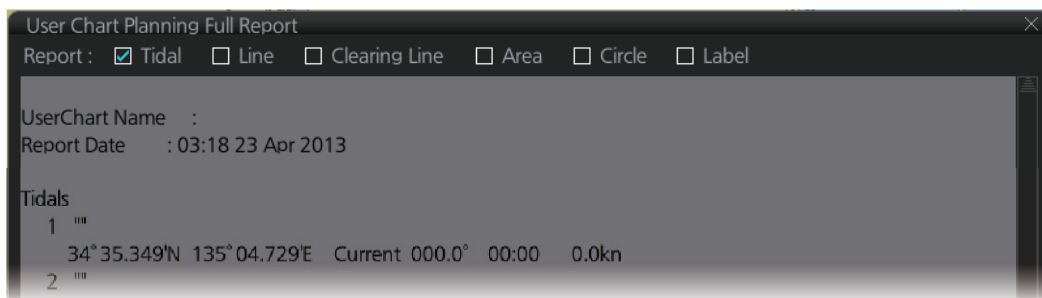 User Chart Planning Full Report
Report : Tidal Line Clearing Line Area Circle Label
UserChart Name :
Report Date : 03:18 23 Apr 2013
Tidals
1 ""
34°35.349'N 135°04.729'E Current 000.0° 00:00 0.0kn
2 ""